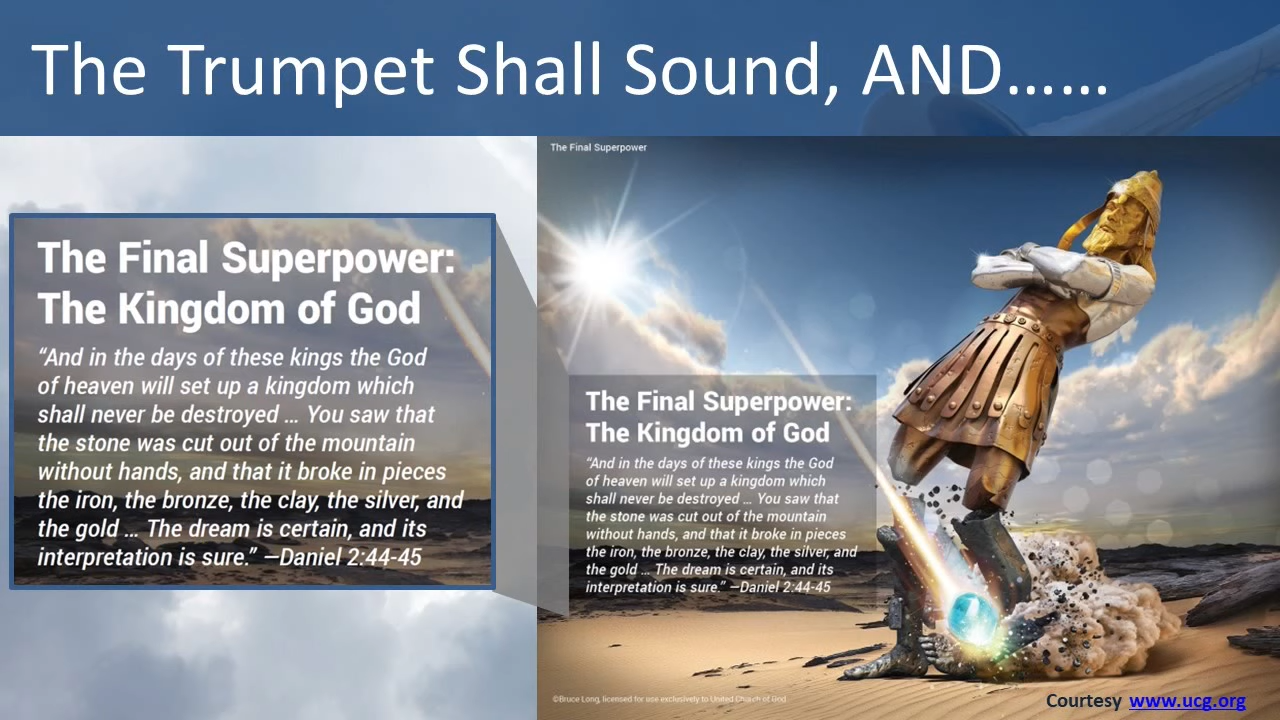 The Trumpet Shall Sound, AND……
The Final Superpower:
The Kingdom of God
“And in the days of these kings the God
of heaven will set up a kingdom which
shall never be destroyed ... You saw that
the stone was cut out of the mountain
without hands, and that it broke in pieces
the iron, the bronze, the clay, the silver, and
the gold ... The dream is certain, and its
interpretation is sure.” —Daniel 2:44-45
The Final Superpower
The Final Superpower:
The Kingdom of God
“And in the days of these kings the God
of heaven will set up a kingdom which
shall never be destroyed ... You saw that
the stone was cut out of the mountain
without hands, and that it broke in pieces
the iron, the bronze, the clay, the silver, and
the gold ... The dream is certain, and its
interpretation is sure.” —Daniel 2:44-45
©Bruce Long, licensed for use exclusively to United Church of God
Courtesy www.ucg.org